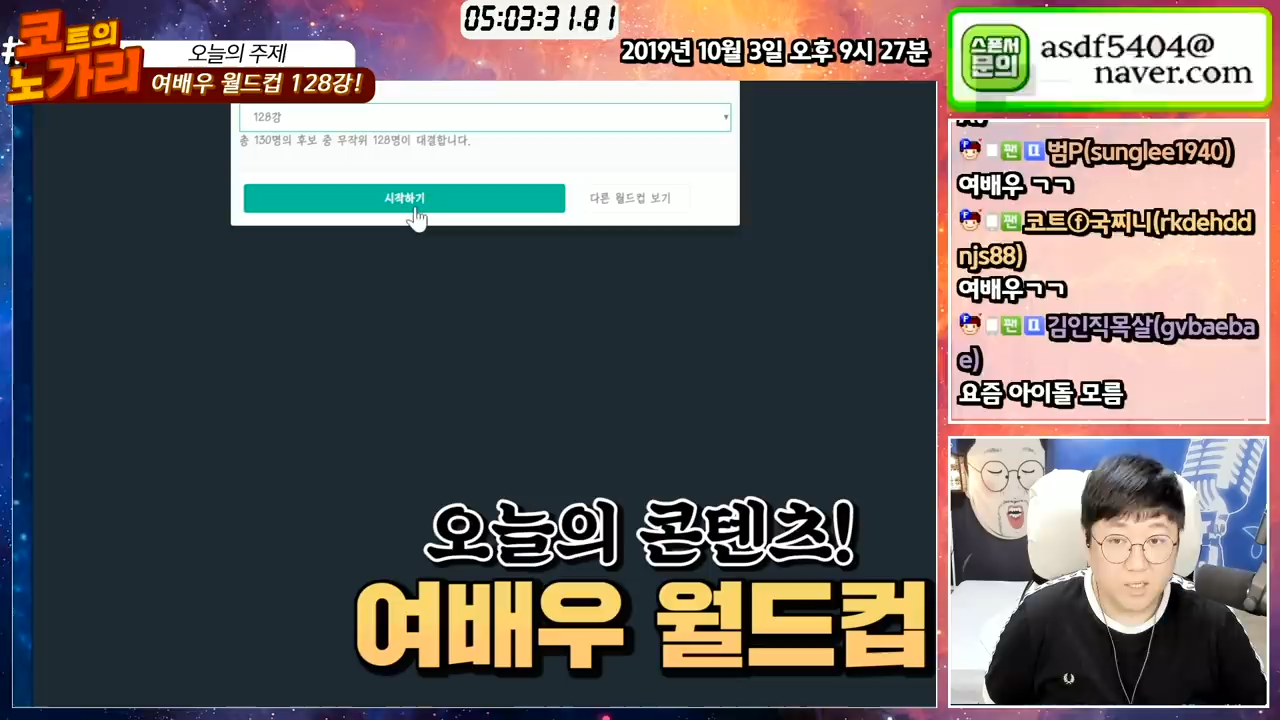 05:03:31.81
#코트의
노가리
오늘의 주제
여배우 월드컵 128강!
2019년 10월 3일 오후 9시 27분
스폰서
문의
asdf5404@
naver.com
128강
총 130명의 후보 중 무작위 128명이 대결합니다.
시작하기
다른 월드컵 보기
팬 범P(sunglee1940)
여배우 ㄱㄱ
팬 코트ⓕ국찌니(rkdehdd
njs88)
여배우ㄱㄱ
팬 김인직목살(gvbaeba
e)
요즘 아이돌 모름
오늘의 콘텐츠!
여배우 월드컵